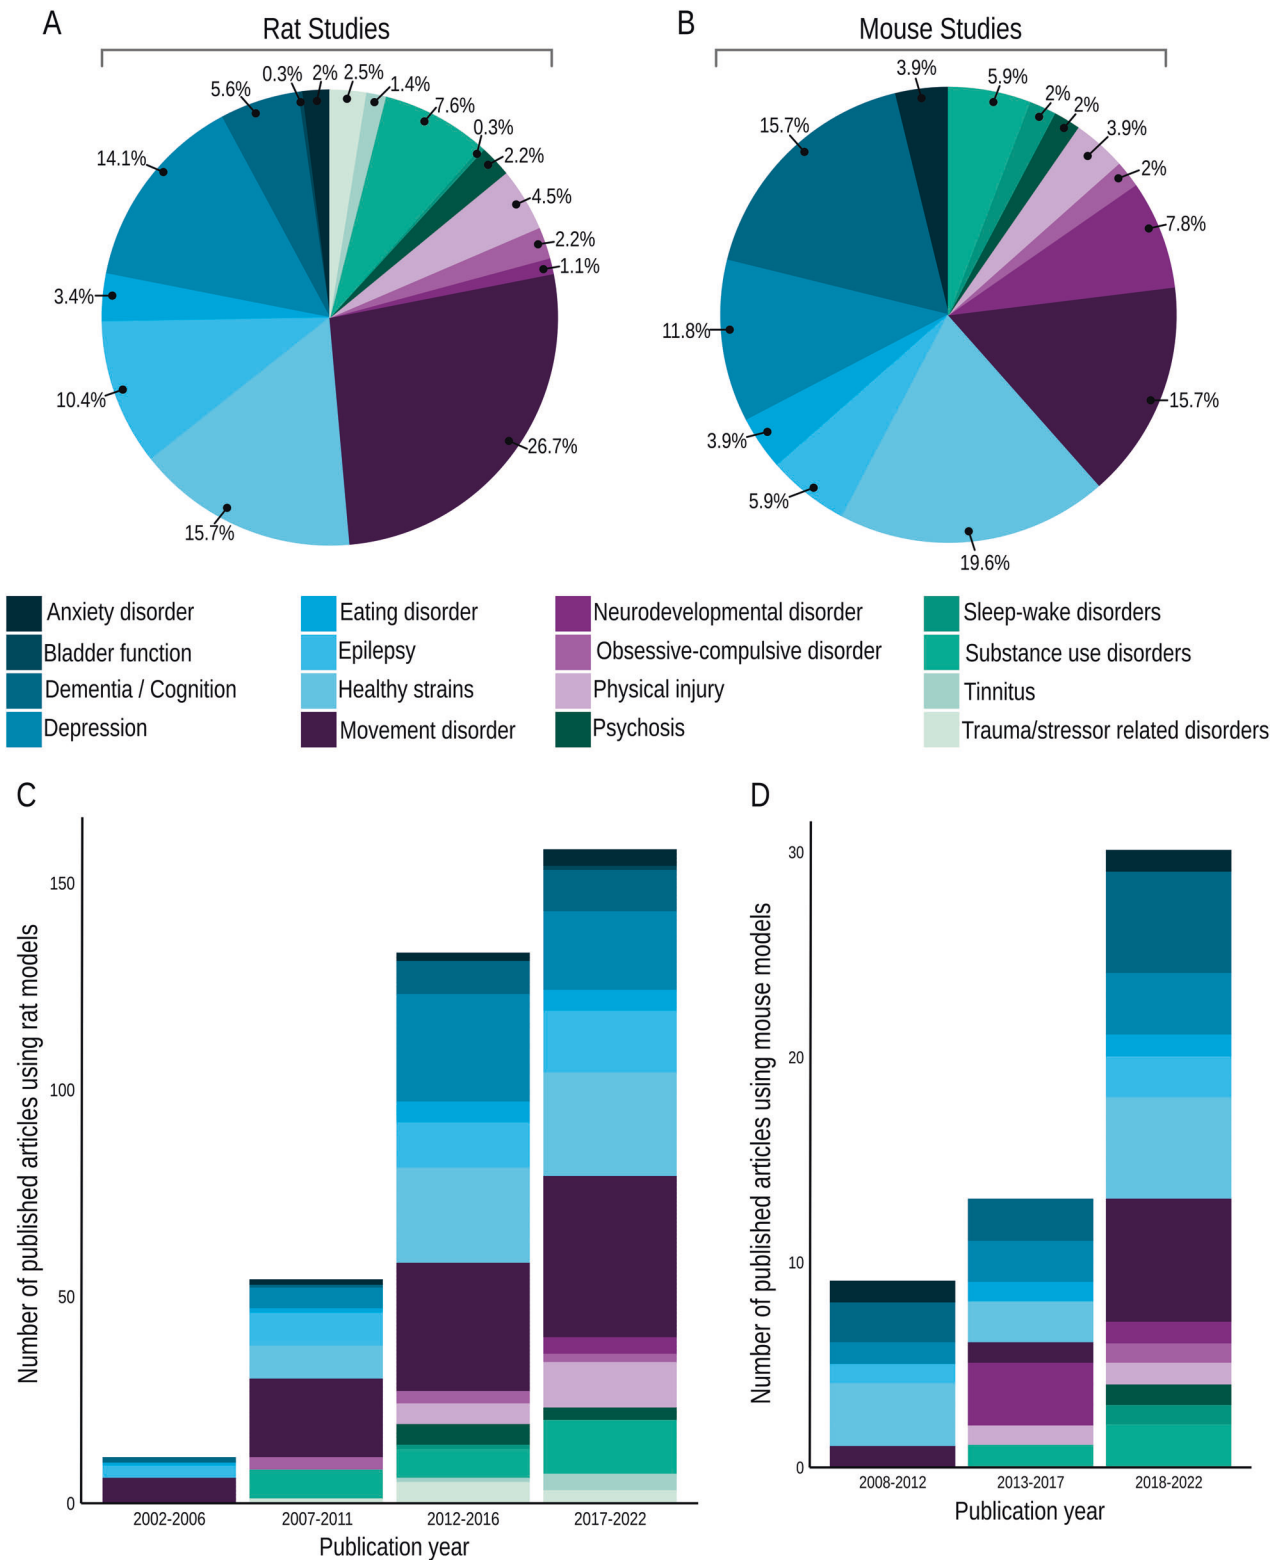 A
Rat Studies
B
Mouse Studies
0.3%
2%
2.5%
1.4%
5.6%
7.6%
0.3%
14.1%
2.2%
4.5%
2.2%
1.1%
3.4%
10.4%
26.7%
15.7%
3.9%
5.9%
2%
2%
15.7%
3.9%
2%
7.8%
11.8%
15.7%
3.9%
5.9%
19.6%
Anxiety disorder
Bladder function
Dementia / Cognition
Depression
Eating disorder
Epilepsy
Healthy strains
Movement disorder
Neurodevelopmental disorder
Obsessive-compulsive disorder
Physical injury
Psychosis
Sleep-wake disorders
Substance use disorders
Tinnitus
Trauma/stressor related disorders
C
Number of published articles using rat models
150
100
50
0
2002-2006
2007-2011
2012-2016
2017-2022
Publication year
D
Number of published articles using mouse models
30
20
10
0
2008-2012
2013-2017
2018-2022
Publication year